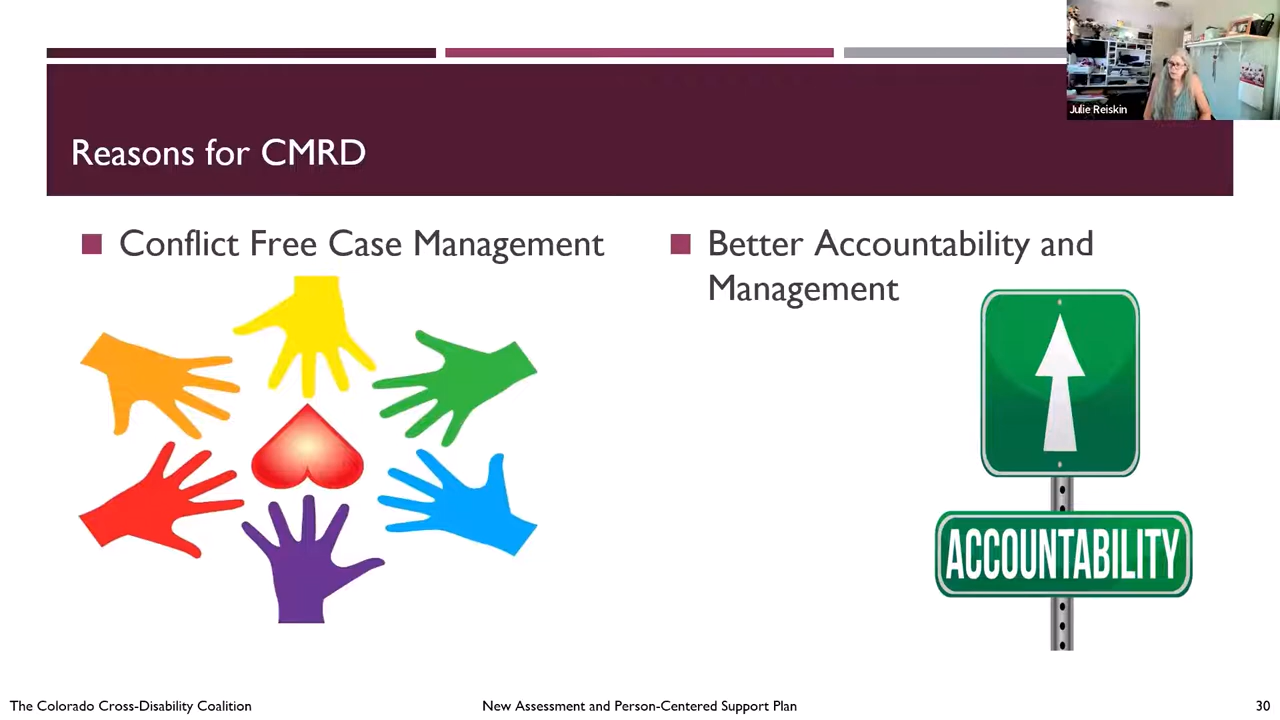 Julie Reiskin
Reasons for CMRD
Conflict Free Case Management
Better Accountability and
Management
ACCOUNTABILITY
The Colorado Cross-Disability Coalition
New Assessment and Person-Centered Support Plan
30